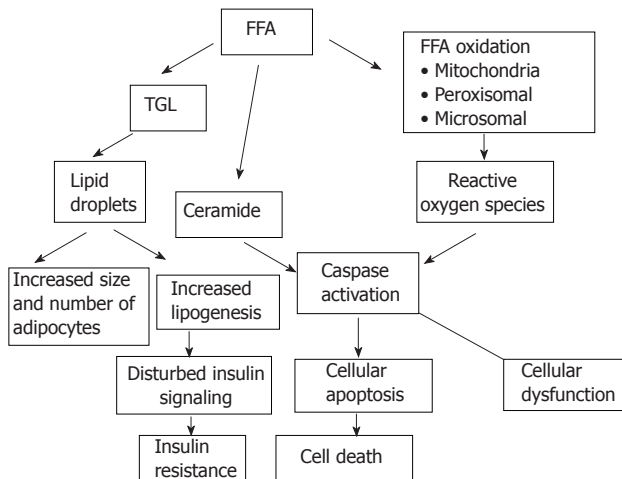 FFA
FFA oxidation
• Mitochondria
• Peroxisomal
• Microsomal
TGL
Lipid
droplets
Ceramide
Reactive
oxygen species
Increased size
and number of
adipocytes
Increased
lipogenesis
Caspase
activation
Disturbed insulin
signaling
Cellular
apoptosis
Cellular
dysfunction
Insulin
resistance
Cell death